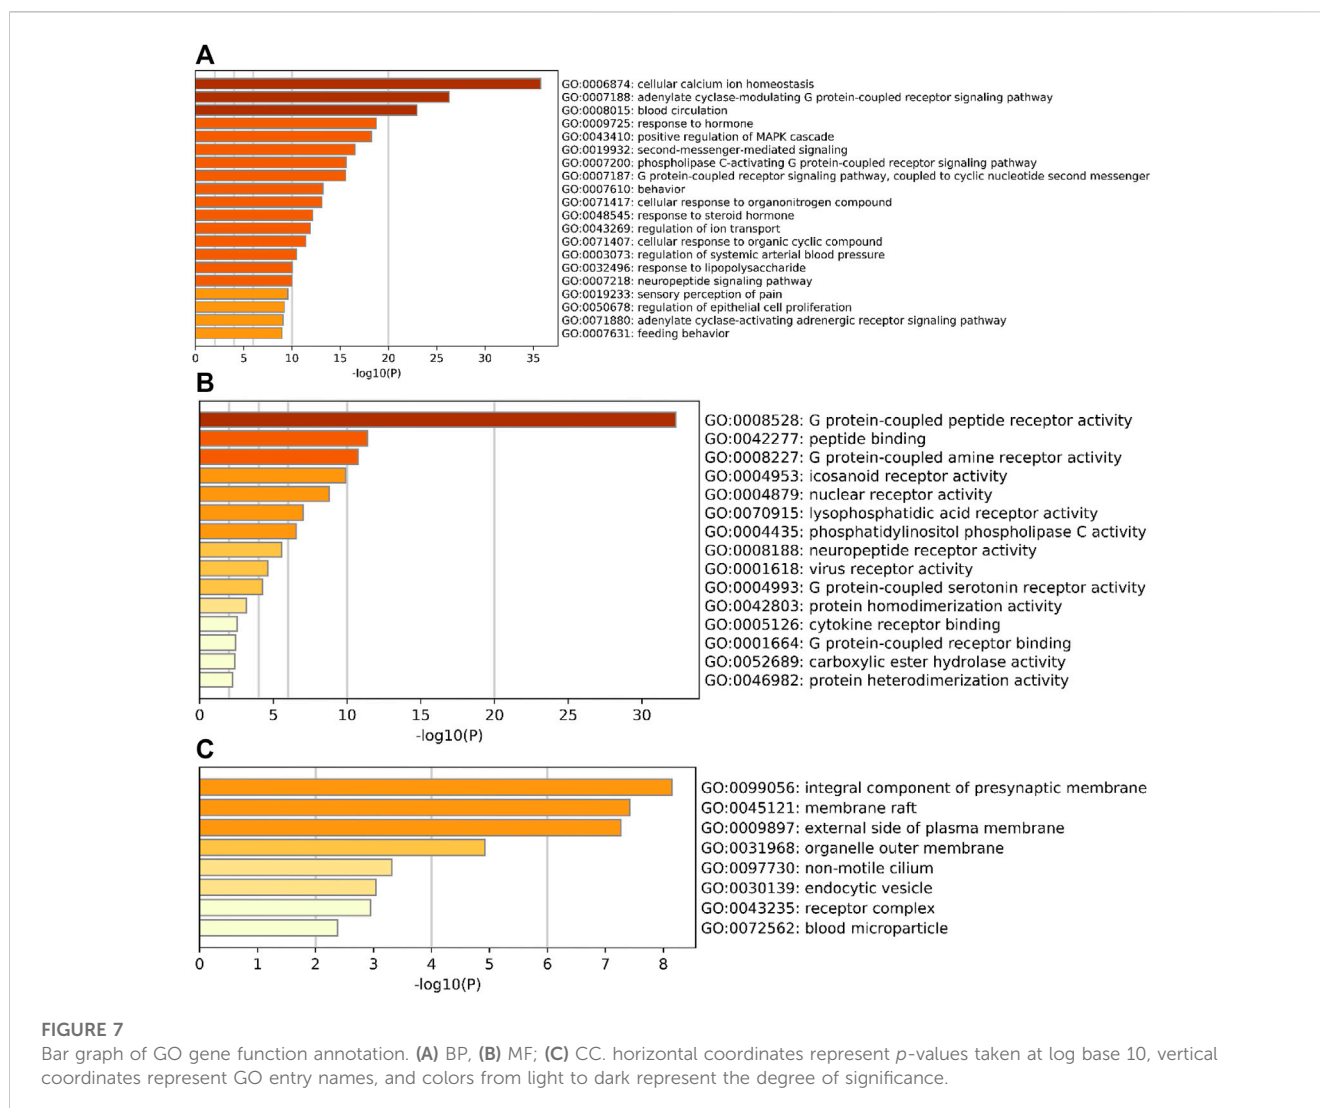 A
GO:0006874: cellular calcium ion homeostasis
GO:0007188: adenylate cyclase-modulating G protein-coupled receptor signaling pathway
GO:0008015: blood circulation
GO:0009725: response to hormone
GO:0043410: positive regulation of MAPK cascade
GO:0019932: second-messenger-mediated signaling
GO:0007200: phospholipase C-activating G protein-coupled receptor signaling pathway
GO:0007187: G protein-coupled receptor signaling pathway, coupled to cyclic nucleotide second messenger
GO:0007610: behavior
GO:0071417: cellular response to organonitrogen compound
GO:0048545: response to steroid hormone
GO:0043269: regulation of ion transport
GO:0071407: cellular response to organic cyclic compound
GO:0003073: regulation of systemic arterial blood pressure
GO:0032496: response to lipopolysaccharide
GO:0007218: neuropeptide signaling pathway
GO:0019233: sensory perception of pain
GO:0050678: regulation of epithelial cell proliferation
GO:0071880: adenylate cyclase-activating adrenergic receptor signaling pathway
GO:0007631: feeding behavior
0 5 10 15 20 25 30 35
-log10(P)
B
GO:0008528: G protein-coupled peptide receptor activity
GO:0042277: peptide binding
GO:0008227: G protein-coupled amine receptor activity
GO:0004953: icosanoid receptor activity
GO:0004879: nuclear receptor activity
GO:0070915: lysophosphatidic acid receptor activity
GO:0004435: phosphatidylinositol phospholipase C activity
GO:0008188: neuropeptide receptor activity
GO:0001618: virus receptor activity
GO:0004993: G protein-coupled serotonin receptor activity
GO:0042803: protein homodimerization activity
GO:0005126: cytokine receptor binding
GO:0001664: G protein-coupled receptor binding
GO:0052689: carboxylic ester hydrolase activity
GO:0046982: protein heterodimerization activity
0 5 10 15 20 25 30
-log10(P)
C
GO:0099056: integral component of presynaptic membrane
GO:0045121: membrane raft
GO:0009897: external side of plasma membrane
GO:0031968: organelle outer membrane
GO:0097730: non-motile cilium
GO:0030139: endocytic vesicle
GO:0043235: receptor complex
GO:0072562: blood microparticle
0 1 2 3 4 5 6 7 8
-log10(P)
FIGURE 7
Bar graph of GO gene function annotation. (A) BP, (B) MF; (C) CC. horizontal coordinates represent p-values taken at log base 10, vertical
coordinates represent GO entry names, and colors from light to dark represent the degree of significance.